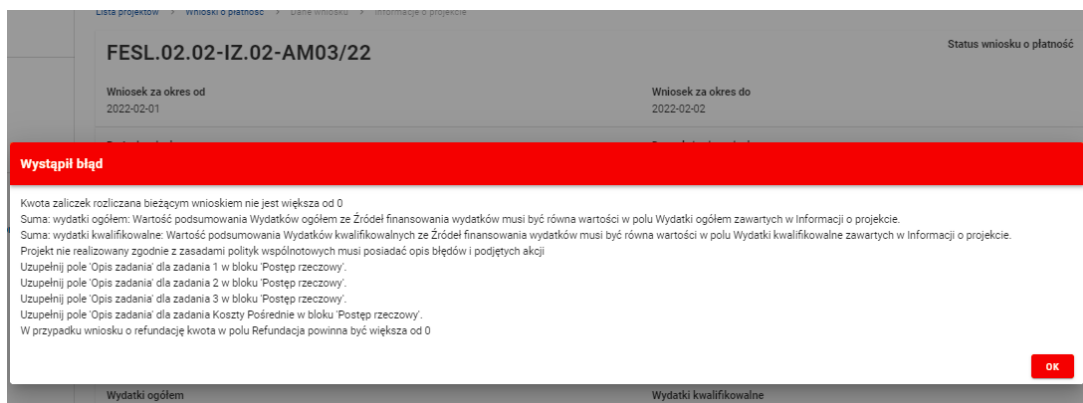 Lista projektów > Wnioski o płatność > Dane wniosku > Informacje o projekcie
FESL.02.02-IZ.02-AM03/22
Status wniosku o płatność
Wniosek za okres od
Wniosek za okres do
2022-02-01
2022-02-02
Wystąpił błąd
Kwota zaliczek rozliczana bieżącym wnioskiem nie jest większa od 0
Suma: wydatki ogółem: Wartość podsumowania Wydatków ogółem ze Źródeł finansowania wydatków musi być równa wartości w polu Wydatki ogółem zawartych w Informacji o projekcie.
Suma: wydatki kwalifikowalne: Wartość podsumowania Wydatków kwalifikowalnych ze Źródeł finansowania wydatków musi być równa wartości w polu Wydatki kwalifikowalne zawartych w Informacji o projekcie.
Projekt nie realizowany zgodnie z zasadami polityk wspólnotowych musi posiadać opis błędów i podjętych akcji
Uzupełnij pole 'Opis zadania' dla zadania 1 w bloku 'Postęp rzeczowy'.
Uzupełnij pole 'Opis zadania' dla zadania 2 w bloku 'Postęp rzeczowy'.
Uzupełnij pole 'Opis zadania' dla zadania 3 w bloku 'Postęp rzeczowy'.
Uzupełnij pole 'Opis zadania' dla zadania Koszty Pośrednie w bloku 'Postęp rzeczowy'.
W przypadku wniosku o refundację kwota w polu Refundacja powinna być większa od 0
OK
Wydatki ogółem
Wydatki kwalifikowalne